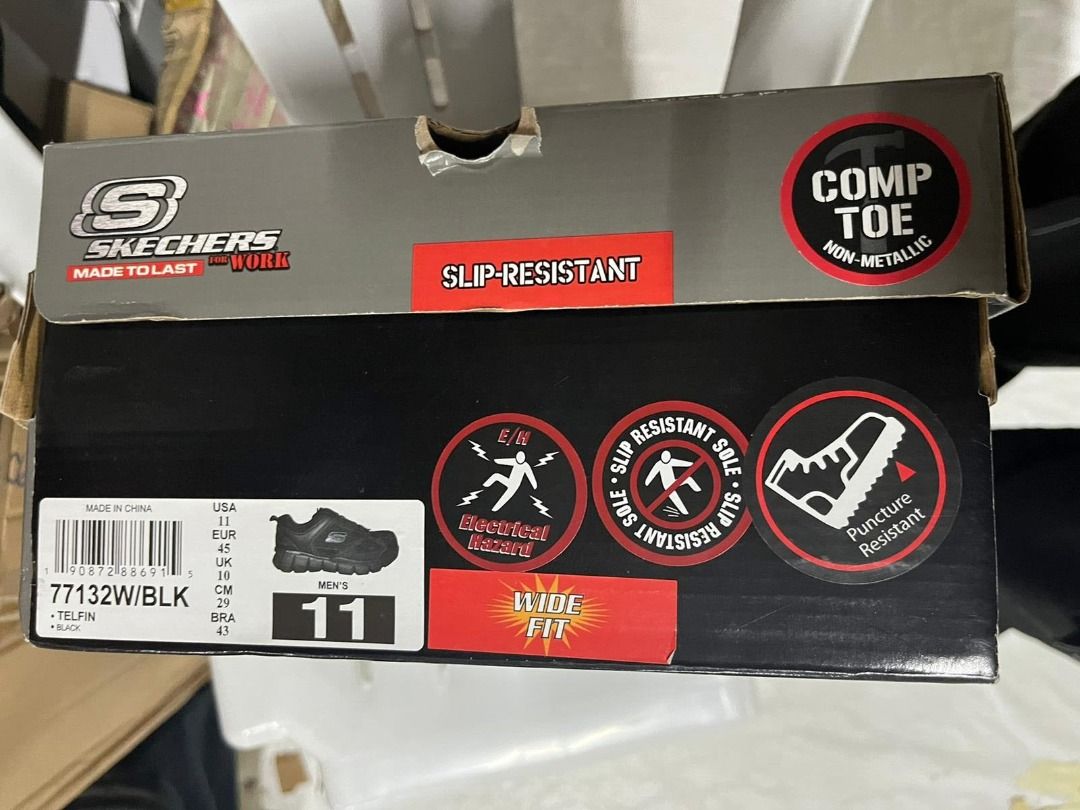 S
SKECHERS
FOR WORK
MADE TO LAST
SLIP-RESISTANT
COMP
TOE
NON-METALLIC
E/H
Electrical
Hazard
SLIP RESISTANT SOLE • SLIP RESISTANT SOLE •
Puncture
Resistant
WIDE
FIT
MADE IN CHINA
1 90872 88691 5
77132W/BLK
• TELFIN
• BLACK
USA
11
EUR
45
UK
10
CM
29
BRA
43
S
MEN'S
11